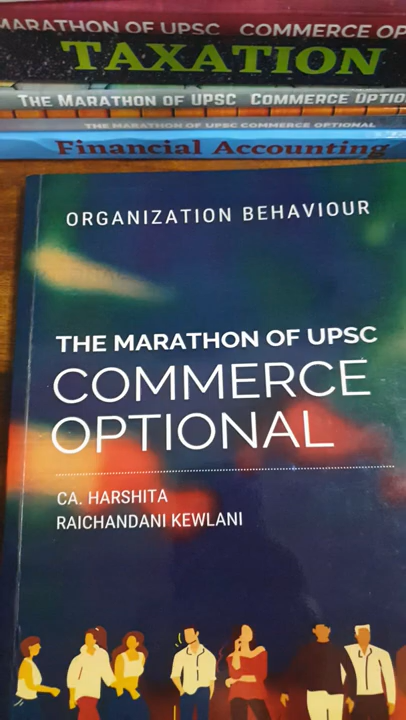 MARATHON OF UPSC COMMERCE OP
TAXATION
THE MARATHON OF UPSC COMMERCE OPTIO
THE MARATHON OF UPSC COMMERCE OPTIONAL
Financial Accounting
ORGANIZATION BEHAVIOUR
THE MARATHON OF UPSC
COMMERCE
OPTIONAL
CA. HARSHITA
RAICHANDANI KEWLANI